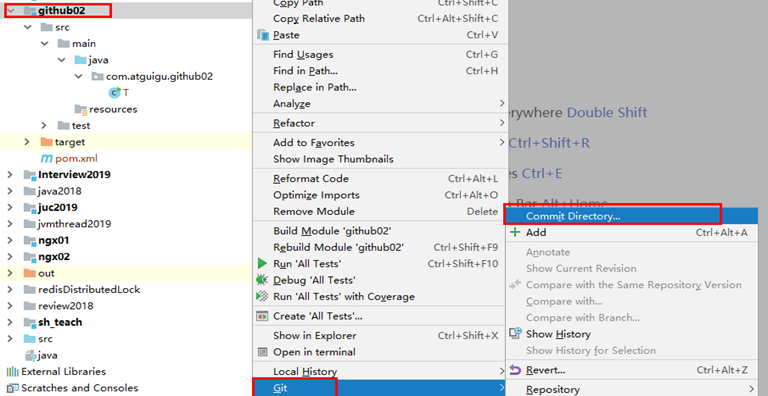 github02
src
main
java
com.atguigu.github02
T
resources
test
target
pom.xml
Interview2019
java2018
juc2019
jvmthread2019
ngx01
ngx02
out
redisDistributedLock
review2018
sh_teach
src
java
External Libraries
Scratches and Consoles
Copy Path Ctrl+Shift+C
Copy Relative Path Ctrl+Alt+Shift+C
Paste Ctrl+V
Find Usages Ctrl+G
Find in Path... Ctrl+H
Replace in Path...
Analyze
Refactor
Add to Favorites
Show Image Thumbnails
Reformat Code Ctrl+Alt+L
Optimize Imports Ctrl+Alt+O
Remove Module Delete
Build Module 'github02'
Rebuild Module 'github02' Ctrl+Shift+F9
Run 'All Tests' Ctrl+Shift+F10
Debug 'All Tests'
Run 'All Tests' with Coverage
Create 'All Tests'...
Show in Explorer Ctrl+Shift+X
Open in terminal
Local History
Git
everywhere Double Shift
Ctrl+Shift+R
es Ctrl+E
Bar Alt+Home
Commit Directory...
Add Ctrl+Alt+A
Annotate
Show Current Revision
Compare with the Same Repository Version
Compare with...
Compare with Branch...
Show History
Show History for Selection
Revert... Ctrl+Alt+Z
Repository